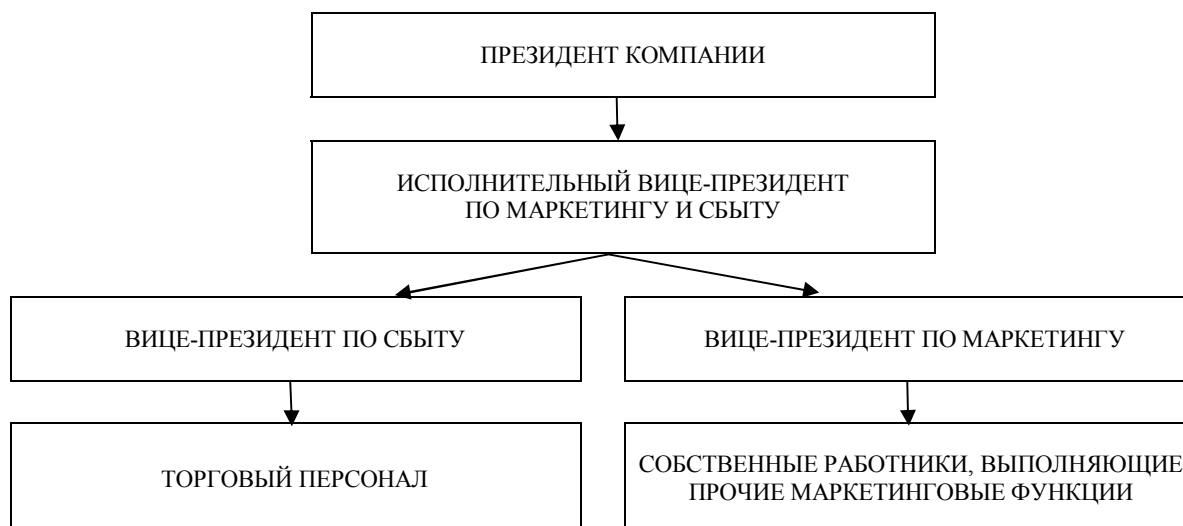 ПРЕЗИДЕНТ КОМПАНИИ
ИСПОЛНИТЕЛЬНЫЙ ВИЦЕ-ПРЕЗИДЕНТ
ПО МАРКЕТИНГУ И СБЫТУ
ВИЦЕ-ПРЕЗИДЕНТ ПО СБЫТУ
ВИЦЕ-ПРЕЗИДЕНТ ПО МАРКЕТИНГУ
ТОРГОВЫЙ ПЕРСОНАЛ
СОБСТВЕННЫЕ РАБОТНИКИ, ВЫПОЛНЯЮЩИЕ
ПРОЧИЕ МАРКЕТИНГОВЫЕ ФУНКЦИИ